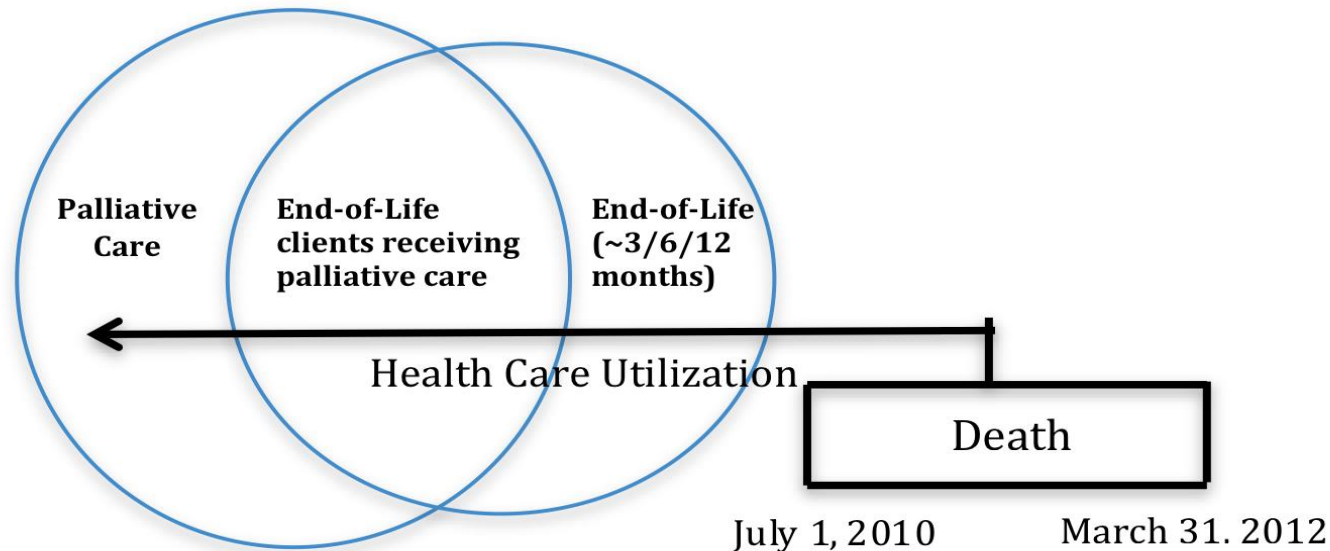 Palliative
Care
End-of-Life
clients receiving
palliative care
End-of-Life
(~3/6/12
months)
Health Care Utilization
Death
July 1, 2010
March 31. 2012